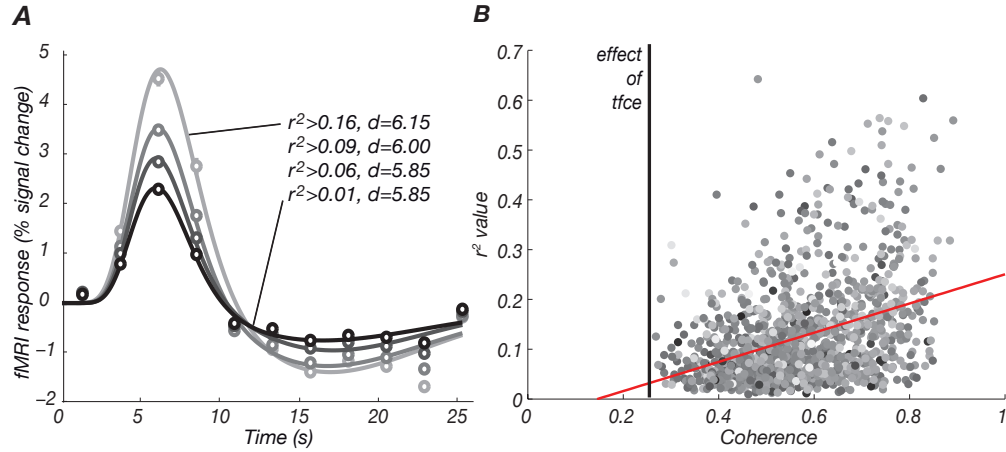 A
fMRI response (% signal change)
5
4
3
2
1
0
−1
−2
0
5
10
15
20
25
Time (s)
r²>0.16, d=6.15
r²>0.09, d=6.00
r²>0.06, d=5.85
r²>0.01, d=5.85
B
r² value
0.7
0.6
0.5
0.4
0.3
0.2
0.1
0
0
0.2
0.4
0.6
0.8
1
Coherence
effect
of
tfce